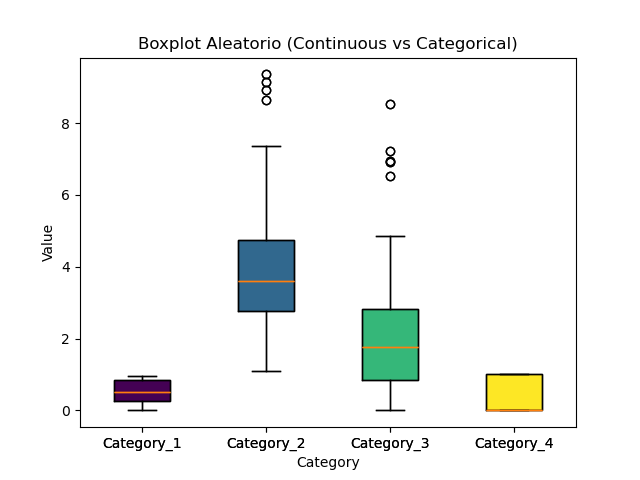 Boxplot Aleatorio (Continuous vs Categorical)
8
6
4
2
0
Value
Category_1 Category_2 Category_3 Category_4
Category